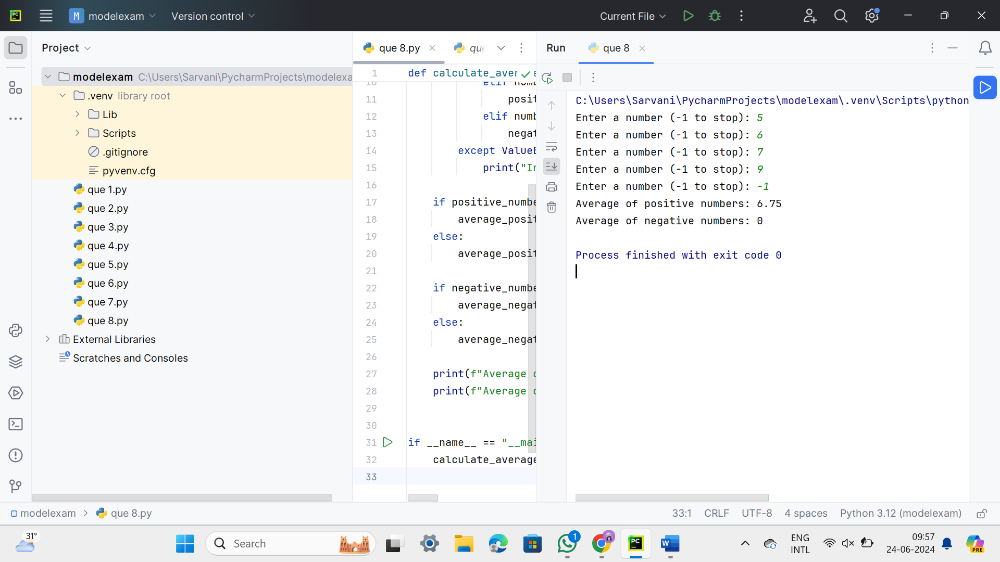 PC
M modelexam Version control Current File
Project
modelexam C:\Users\Sarvani\PycharmProjects\modelexa
.venv library root
Lib
Scripts
.gitignore
pyvenv.cfg
que 1.py
que 2.py
que 3.py
que 4.py
que 5.py
que 6.py
que 7.py
que 8.py
External Libraries
Scratches and Consoles
que 8.py que
1 def calculate_aver
10 elif numb
11 posit
12 elif numb
13 negat
14 except ValueE
15 print("In
16
17 if positive_numbe
18 average_posit
19 else:
20 average_posit
21
22 if negative_numbe
23 average_negat
24 else:
25 average_negat
26
27 print(f"Average o
28 print(f"Average o
29
30
31 if __name__ == "__mai
32 calculate_average
33
Run que 8
C:\Users\Sarvani\PycharmProjects\modelexam\.venv\Scripts\python
Enter a number (-1 to stop): 5
Enter a number (-1 to stop): 6
Enter a number (-1 to stop): 7
Enter a number (-1 to stop): 9
Enter a number (-1 to stop): -1
Average of positive numbers: 6.75
Average of negative numbers: 0
Process finished with exit code 0
modelexam > que 8.py
33:1 CRLF UTF-8 4 spaces Python 3.12 (modelexam)
31°
Search
1
PC
W
ENG
INTL
09:57
24-06-2024
PRE